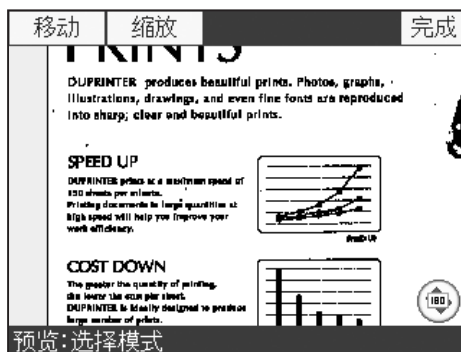 移动 缩放 完成
PRINTS
DUPRINTER produces beautiful prints. Photos, graphs,
illustrations, drawings, and even fine fonts are reproduced
into sharp; clear and beautiful prints.
SPEED UP
DUPRINTER prints at a maximum speed of
130 sheets per minute.
Printing documents in large quantities at
high speed will help you improve your
work efficiency.
SPEED UP
COST DOWN
The greater the quantity of printing,
the lower the cost per sheet.
DUPRINTER is ideally designed to produce
large number of prints.
180
预览:选择模式